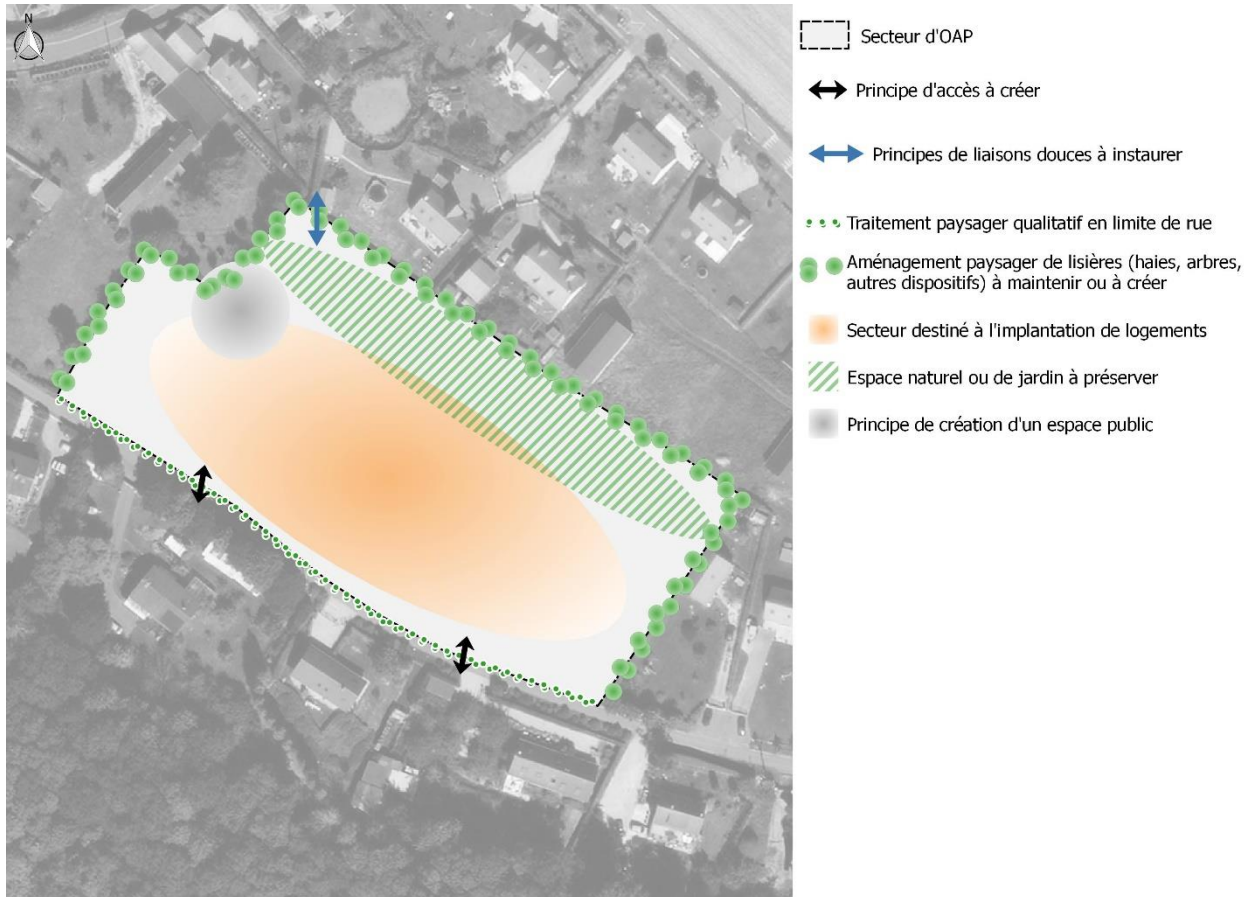 N
Secteur d'OAP
Principe d'accès à créer
Principes de liaisons douces à instaurer
Traitement paysager qualitatif en limite de rue
Aménagement paysager de lisières (haies, arbres,
autres dispositifs) à maintenir ou à créer
Secteur destiné à l'implantation de logements
Espace naturel ou de jardin à préserver
Principe de création d'un espace public